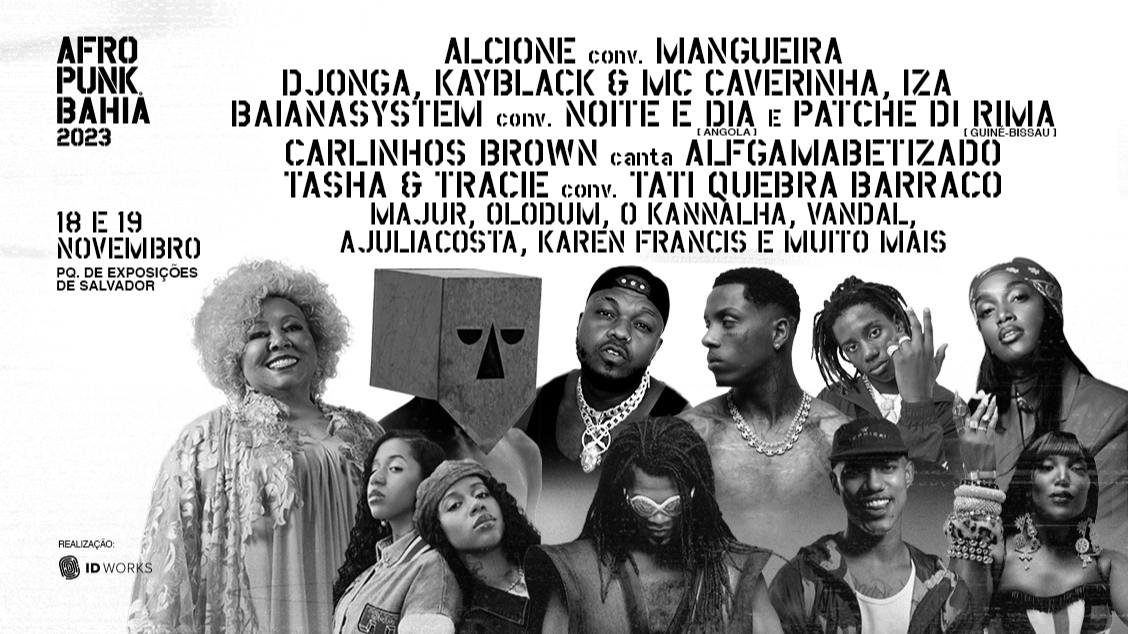 AFRO
PUNK
BAHIA
2023
18 E 19
NOVEMBRO
PQ. DE EXPOSIÇÕES
DE SALVADOR
ALCIONE conv. MANGUEIRA
DJONGA, KAYBLACK & MC CAVERINHA, IZA
BAIANASYSTEM conv. NOITE E DIA E PATCHE DI RIMA
[ ANGOLA ] [ GUINÉ-BISSAU ]
CARLINHOS BROWN canta ALFGAMABETIZADO
TASHA & TRACIE conv. TATI QUEBRA BARRACO
MAJUR, OLODUM, O KANNALHA, VANDAL,
AJULIACOSTA, KAREN FRANCIS E MUITO MAIS
REALIZAÇÃO:
ID WORKS